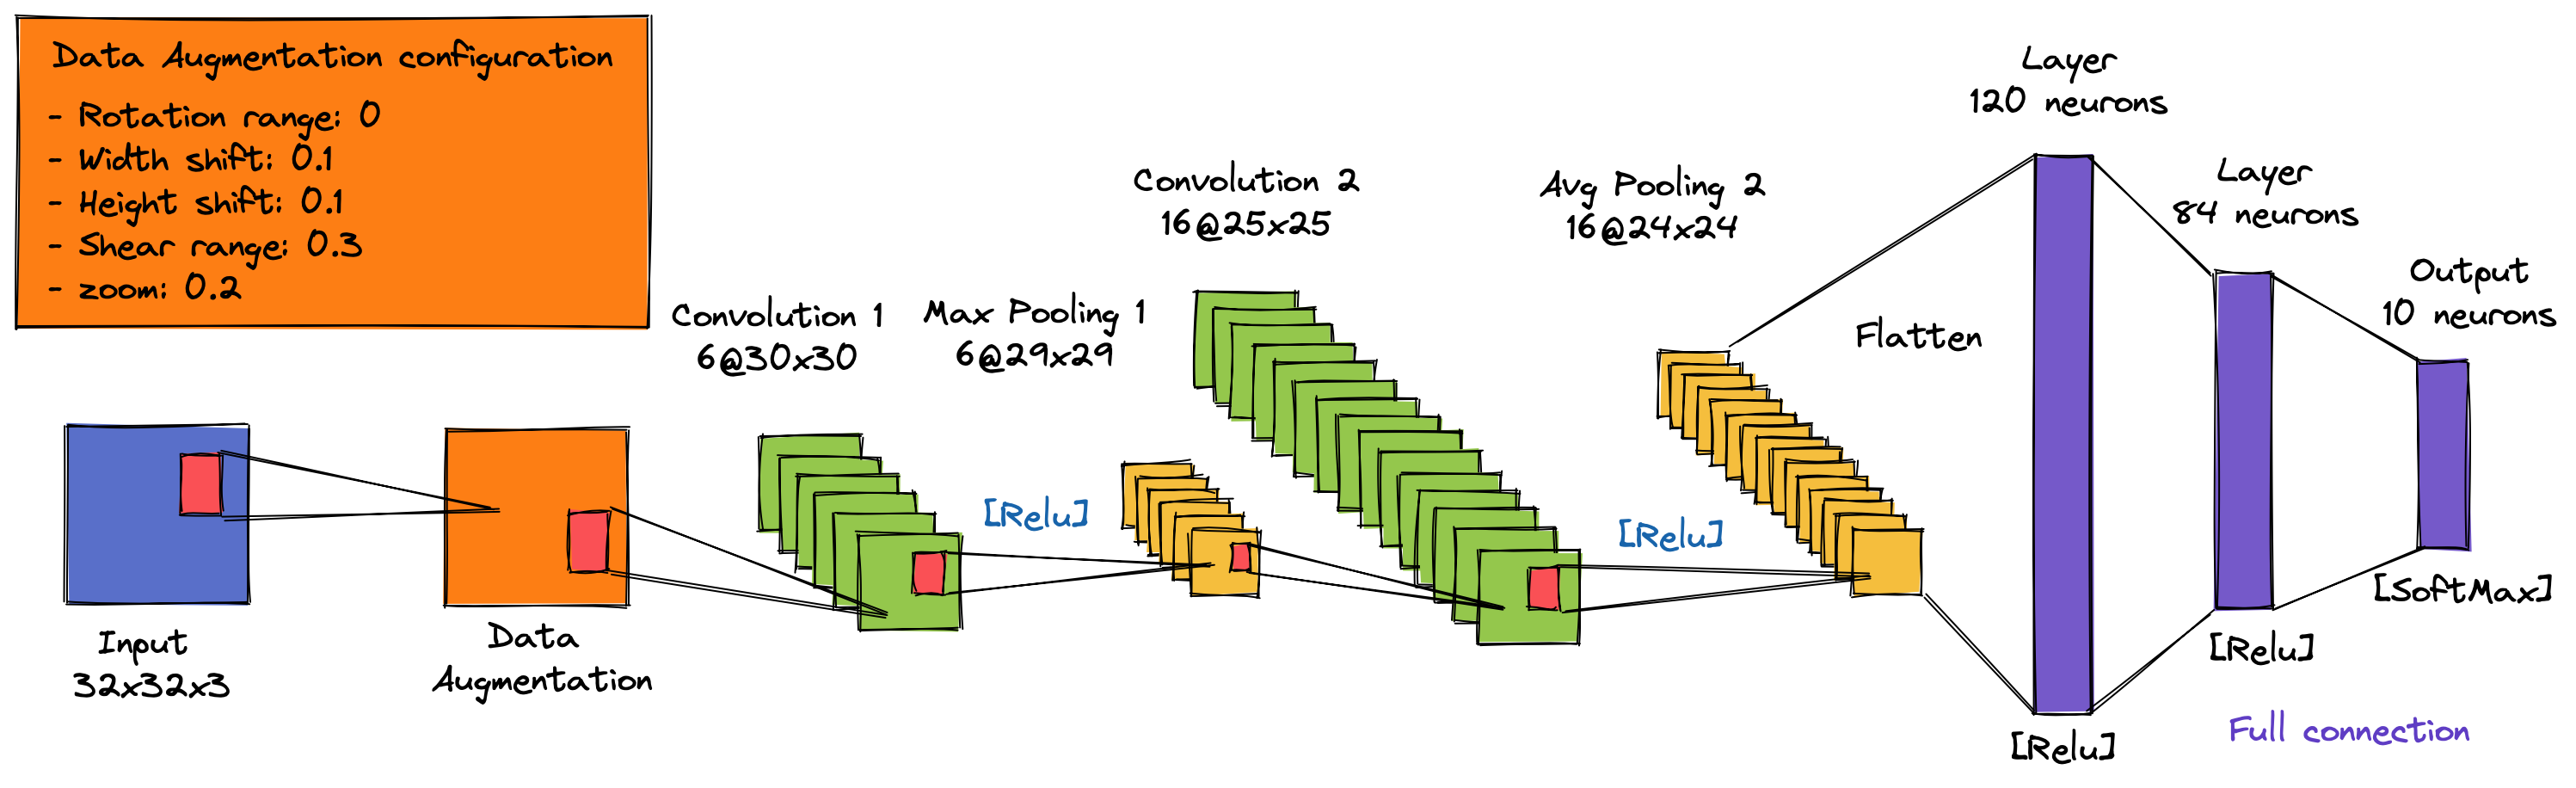 Data Augmentation configuration
- Rotation range: 0
- Width shift: 0.1
- Height shift: 0.1
- Shear range: 0.3
- zoom: 0.2
Input
32x32x3
Data
Augmentation
Convolution 1
6@30x30
[Relu]
Max Pooling 1
6@29x29
Convolution 2
16@25x25
[Relu]
Avg Pooling 2
16@24x24
Flatten
Layer
120 neurons
[Relu]
Layer
84 neurons
[Relu]
Output
10 neurons
[SoftMax]
Full connection